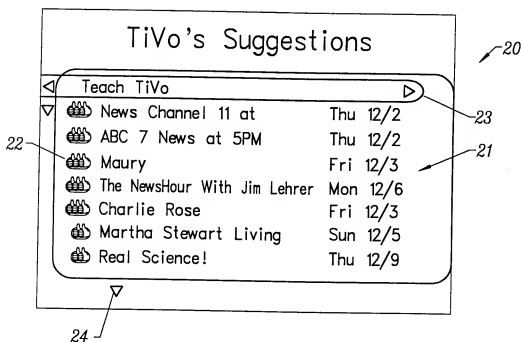 TiVo's Suggestions
20
Teach TiVo
23
News Channel 11 at Thu 12/2
ABC 7 News at 5PM Thu 12/2
22 Maury Fri 12/3 21
The NewsHour With Jim Lehrer Mon 12/6
Charlie Rose Fri 12/3
Martha Stewart Living Sun 12/5
Real Science! Thu 12/9
24